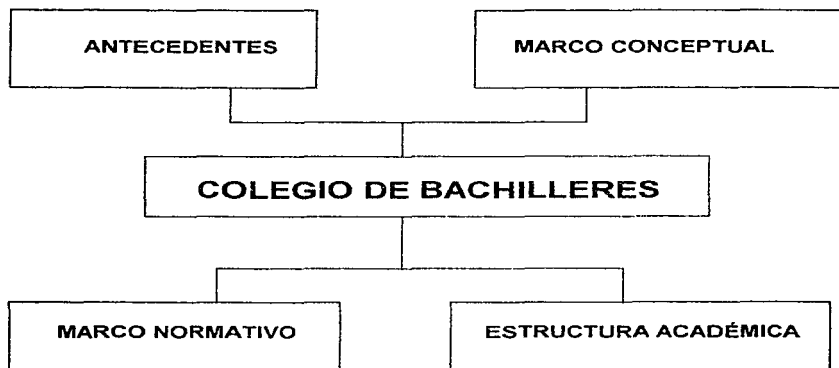 ANTECEDENTES
MARCO CONCEPTUAL
COLEGIO DE BACHILLERES
MARCO NORMATIVO
ESTRUCTURA ACADÉMICA